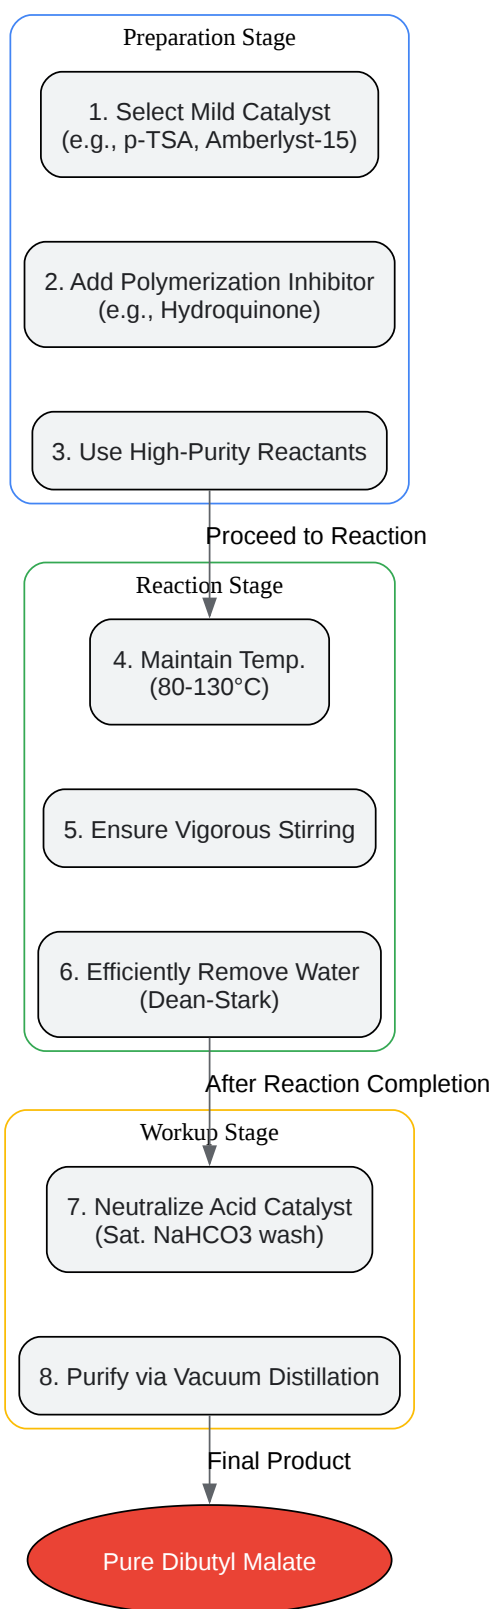 Preparation Stage
1. Select Mild Catalyst
(e.g., p-TSA, Amberlyst-15)
2. Add Polymerization Inhibitor
(e.g., Hydroquinone)
3. Use High-Purity Reactants
Proceed to Reaction
Reaction Stage
4. Maintain Temp.
(80-130°C)
5. Ensure Vigorous Stirring
6. Efficiently Remove Water
(Dean-Stark)
After Reaction Completion
Workup Stage
7. Neutralize Acid Catalyst
(Sat. NaHCO3 wash)
8. Purify via Vacuum Distillation
Final Product
Pure Dibutyl Malate